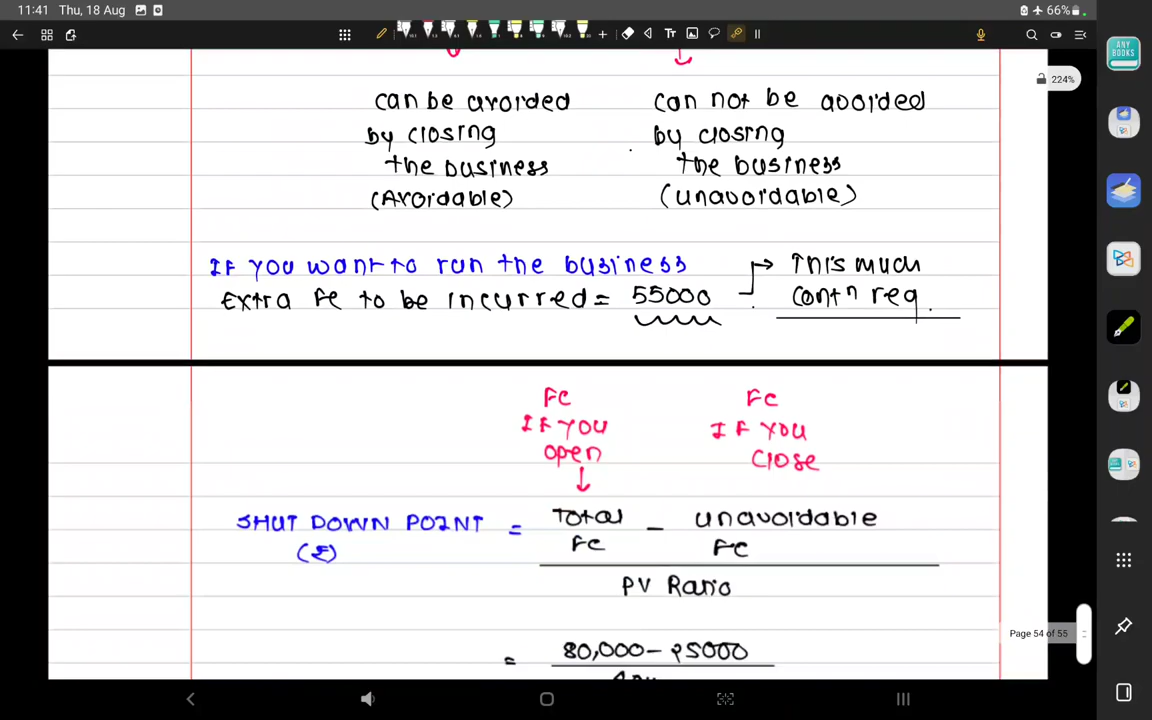 11:41 Thu, 18 Aug
66%
Tr
224%
ANY BOOKS
can be avoided
by closing
the business
(Avoidable)
can not be avoided
by closing
the business
(unavoidable)
If you want to run the business
Extra FC to be incurred = 55000
This much
contn req.
FC
If you
open
FC
If you
close
SHUT DOWN POINT = Total FC - unavoidable FC
(₹)
PV Ratio
Page 54 of 55
= 80,000 - 25000